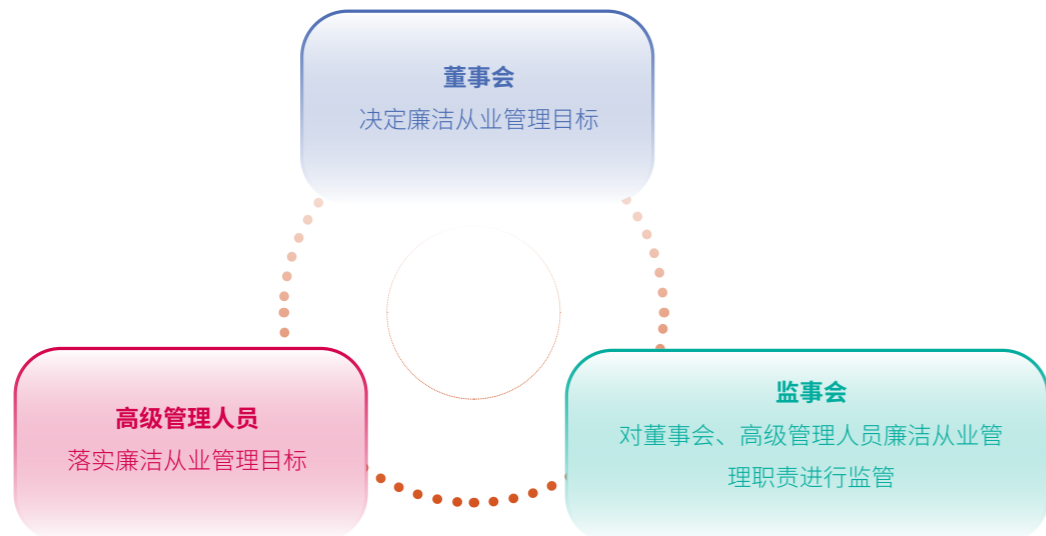 董事会
决定廉洁从业管理目标
高级管理人员
落实廉洁从业管理目标
监事会
对董事会、高级管理人员廉洁从业管
理职责进行监管